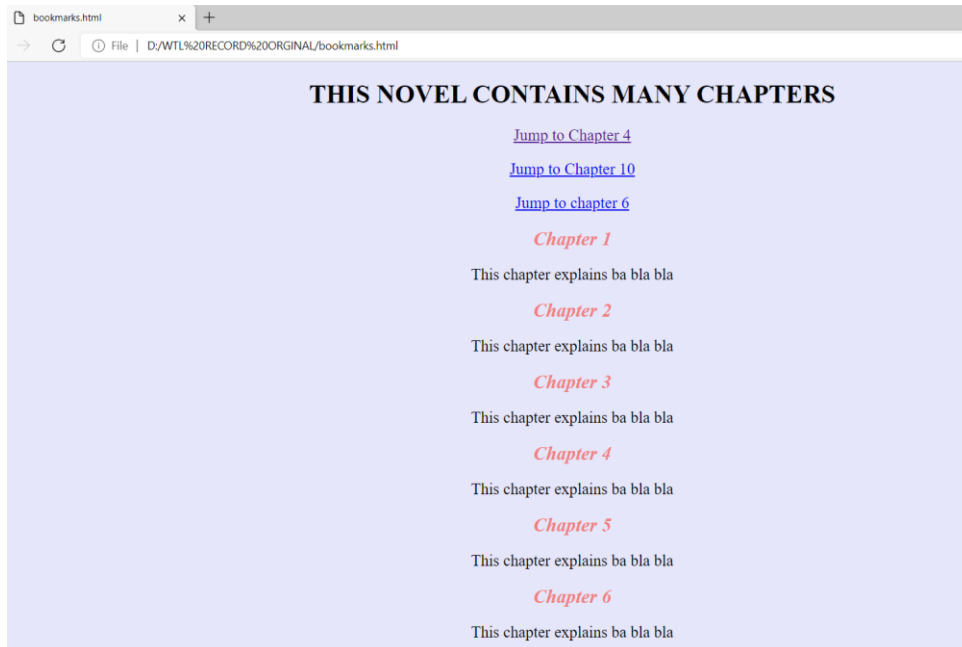 bookmarks.html
File | D:/WTL%20RECORD%20ORGINAL/bookmarks.html
THIS NOVEL CONTAINS MANY CHAPTERS
Jump to Chapter 4
Jump to Chapter 10
Jump to chapter 6
Chapter 1
This chapter explains ba bla bla
Chapter 2
This chapter explains ba bla bla
Chapter 3
This chapter explains ba bla bla
Chapter 4
This chapter explains ba bla bla
Chapter 5
This chapter explains ba bla bla
Chapter 6
This chapter explains ba bla bla